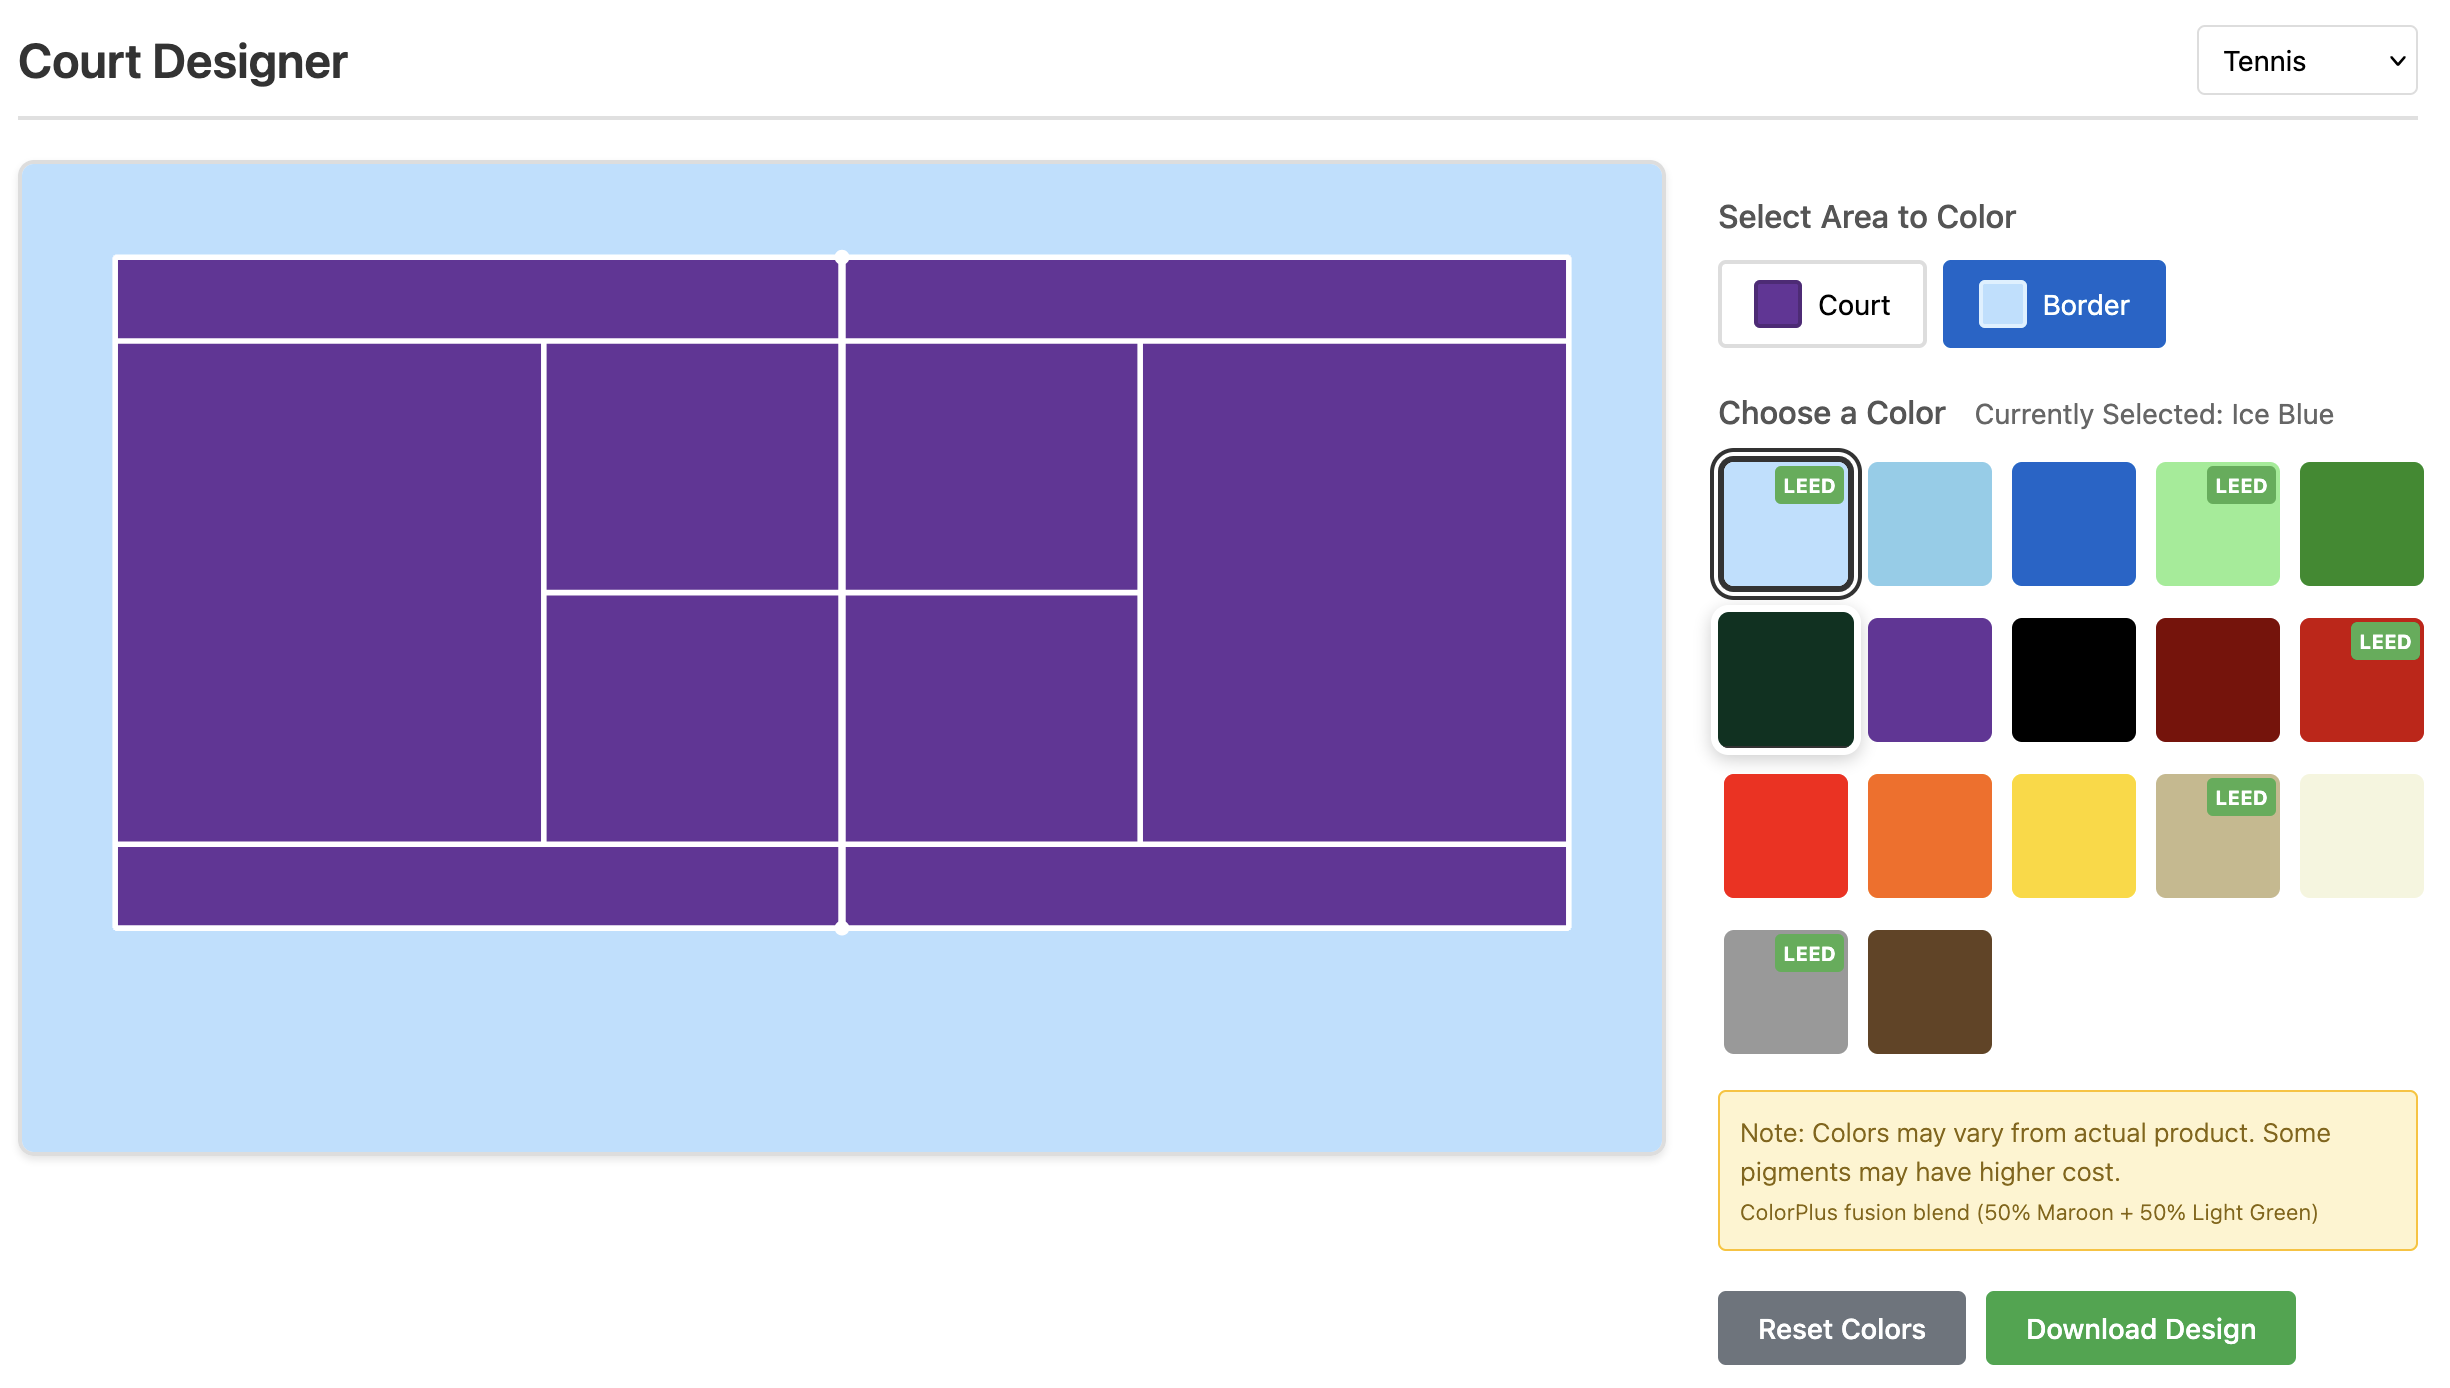 Court Designer
Tennis
Select Area to Color
Court
Border
Choose a Color
Currently Selected: Ice Blue
LEED
LEED
LEED
LEED
LEED
Note: Colors may vary from actual product. Some
pigments may have higher cost.
ColorPlus fusion blend (50% Maroon + 50% Light Green)
Reset Colors
Download Design